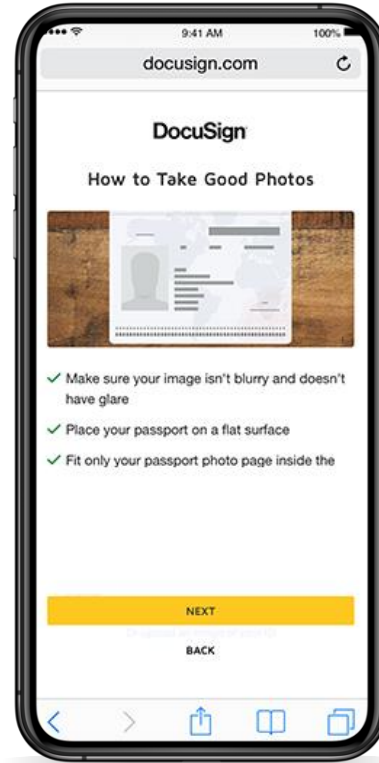 9:41 AM
100%
docusign.com
DocuSign
How to Take Good Photos
Make sure your image isn't blurry and doesn't
have glare
Place your passport on a flat surface
Fit only your passport photo page inside the
NEXT
BACK